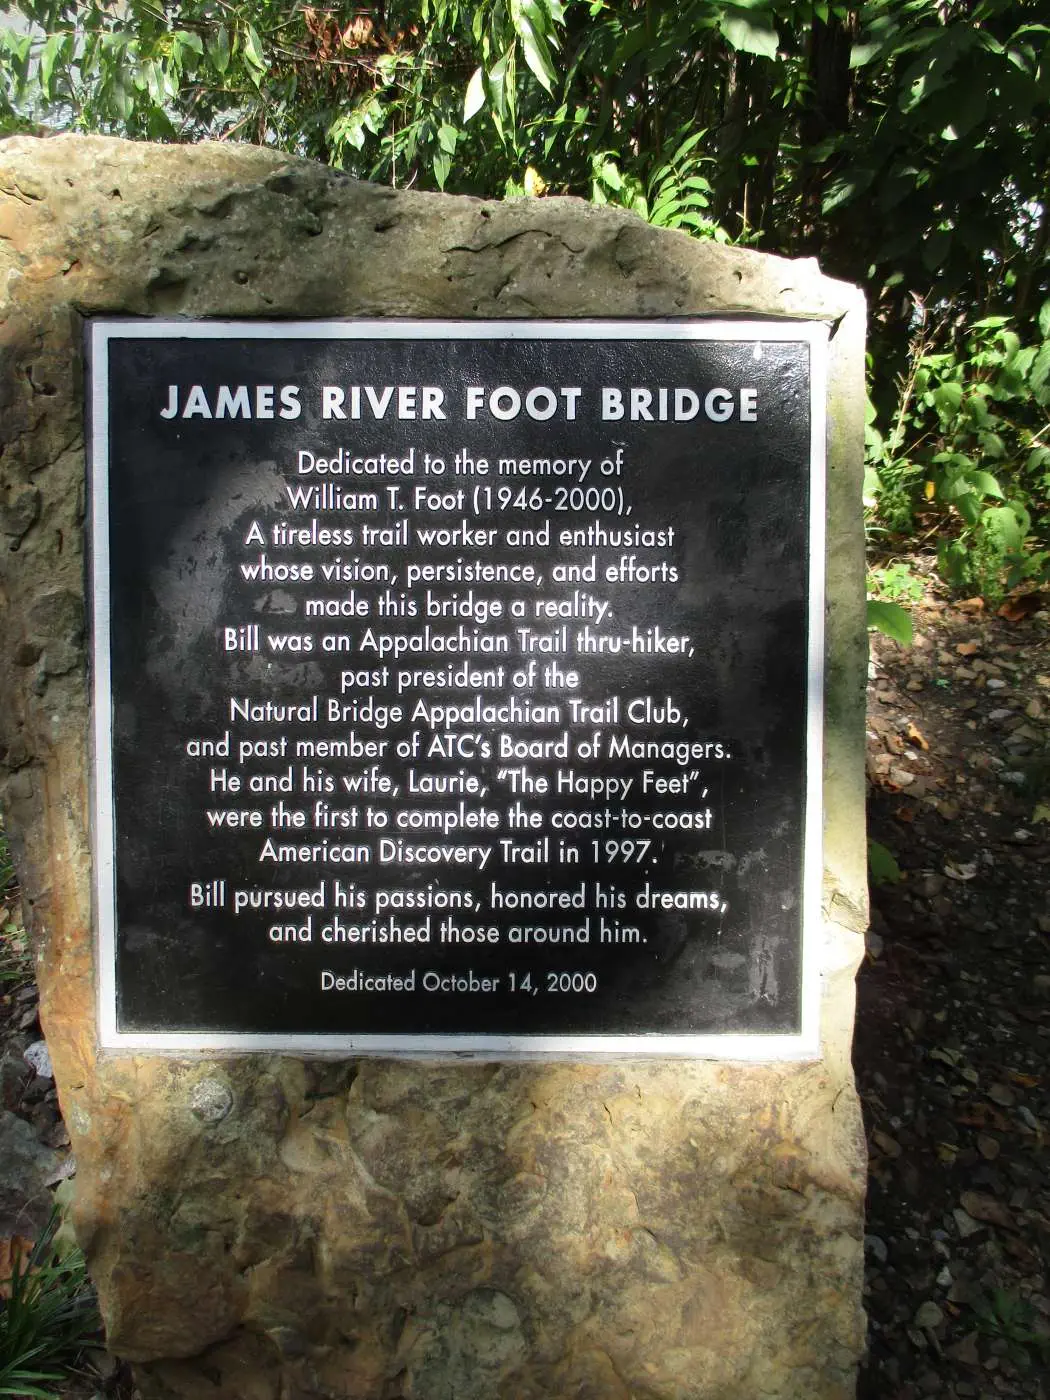 JAMES RIVER FOOT BRIDGE
Dedicated to the memory of
William T. Foot (1946-2000),
A tireless trail worker and enthusiast
whose vision, persistence, and efforts
made this bridge a reality.
Bill was an Appalachian Trail thru-hiker,
past president of the
Natural Bridge Appalachian Trail Club,
and past member of ATC's Board of Managers.
He and his wife, Laurie, "The Happy Feet",
were the first to complete the coast-to-coast
American Discovery Trail in 1997.
Bill pursued his passions, honored his dreams,
and cherished those around him.
Dedicated October 14, 2000